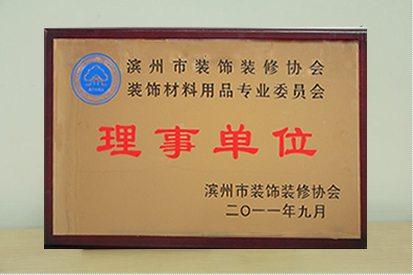 滨州市装饰装修协会
装饰材料用品专业委员会
理事单位
滨州市装饰装修协会
二〇一一年九月